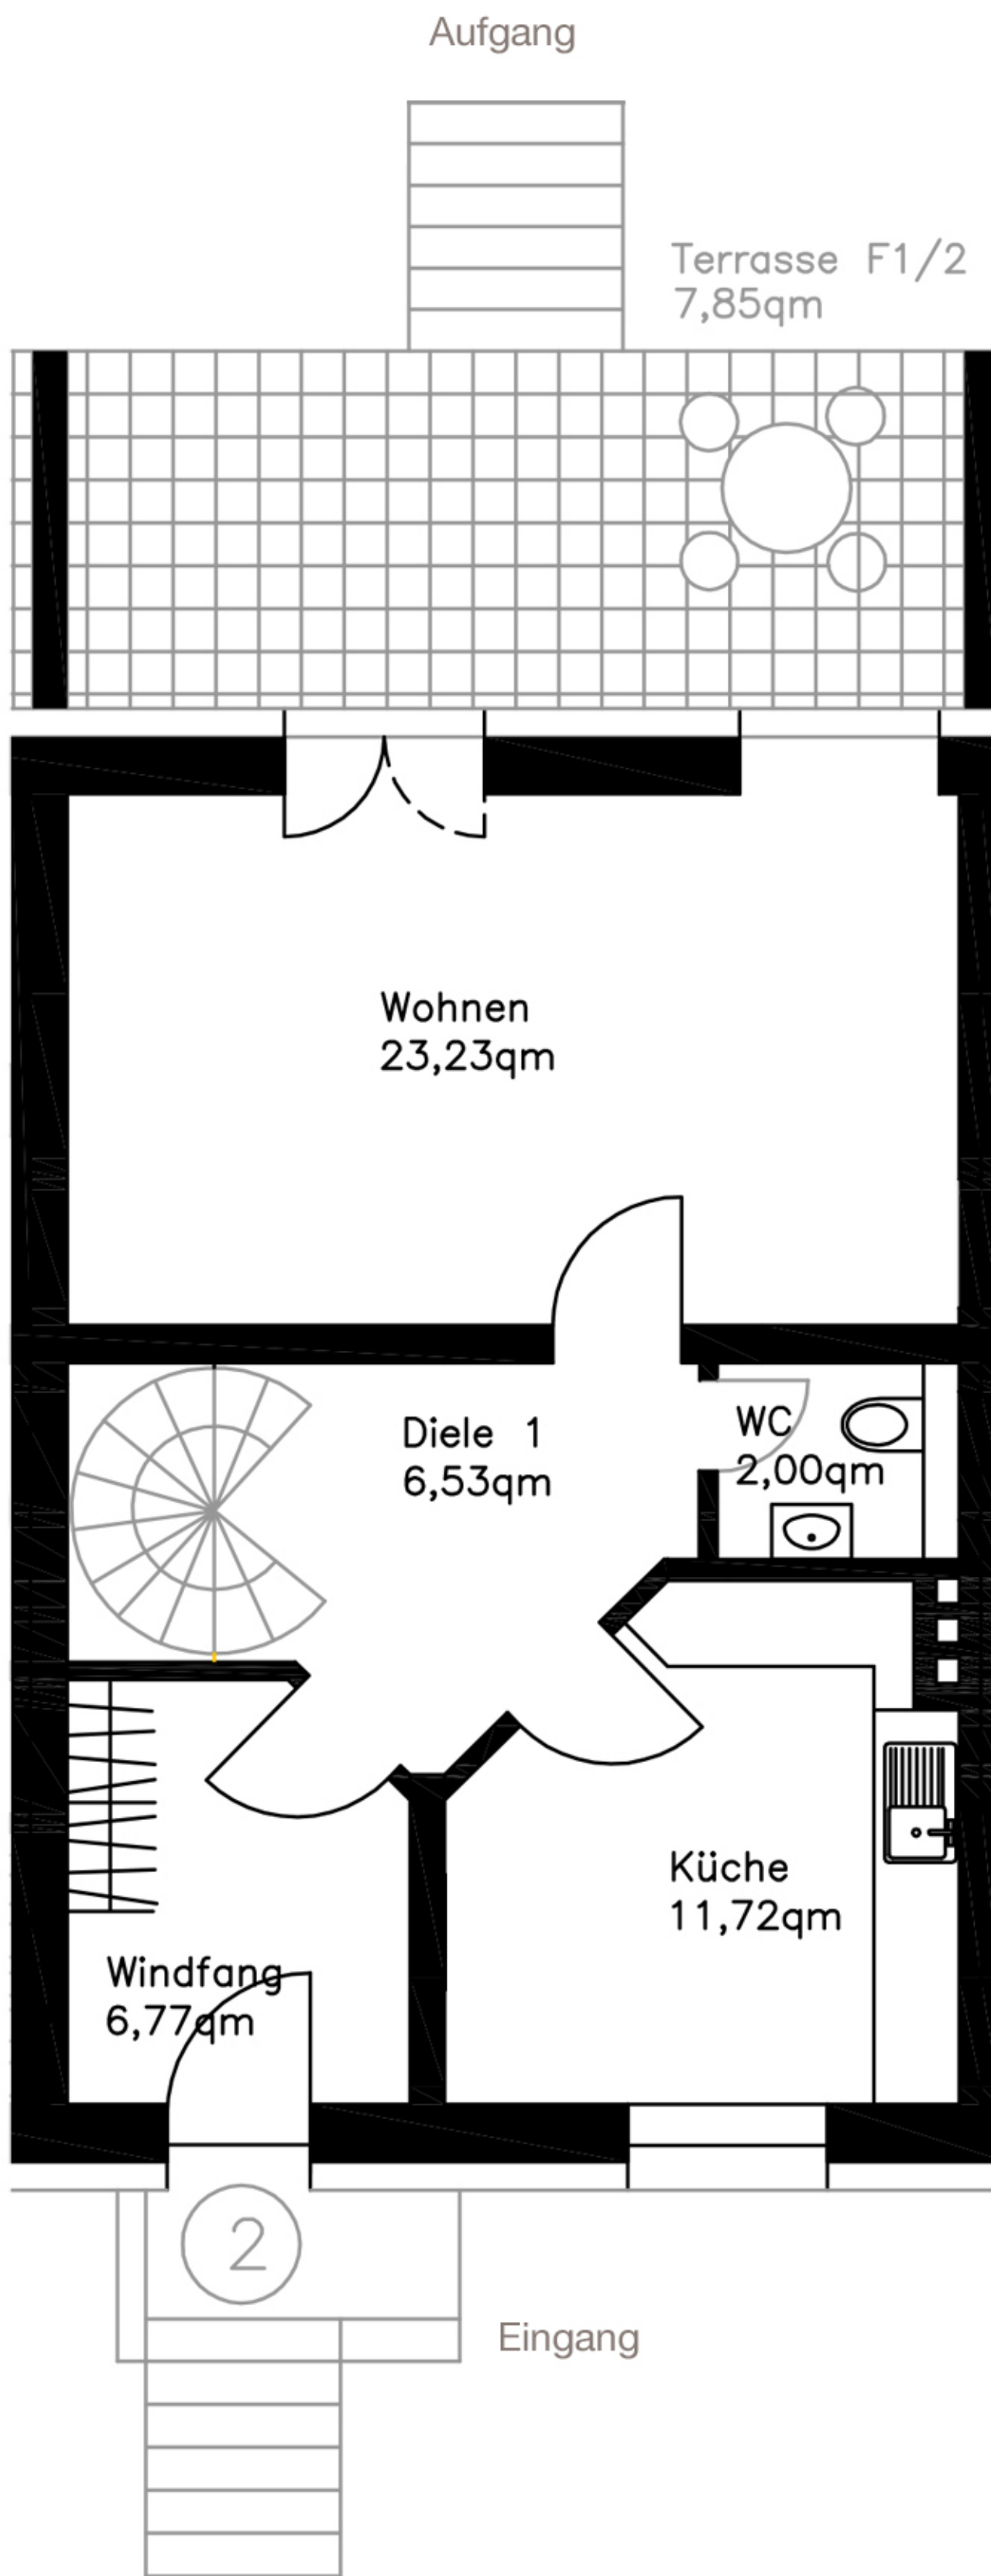 Aufgang
Terrasse F1/2
7,85qm
Wohnen
23,23qm
Diele 1
6,53qm
WC
2,00qm
Küche
11,72qm
Windfang
6,77qm
2
Eingang